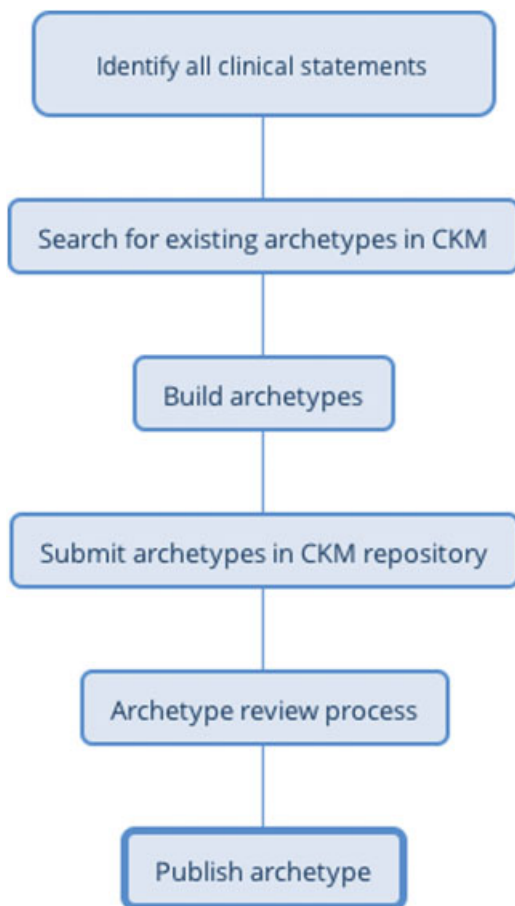 Identify all clinical statements
Search for existing archetypes in CKM
Build archetypes
Submit archetypes in CKM repository
Archetype review process
Publish archetype